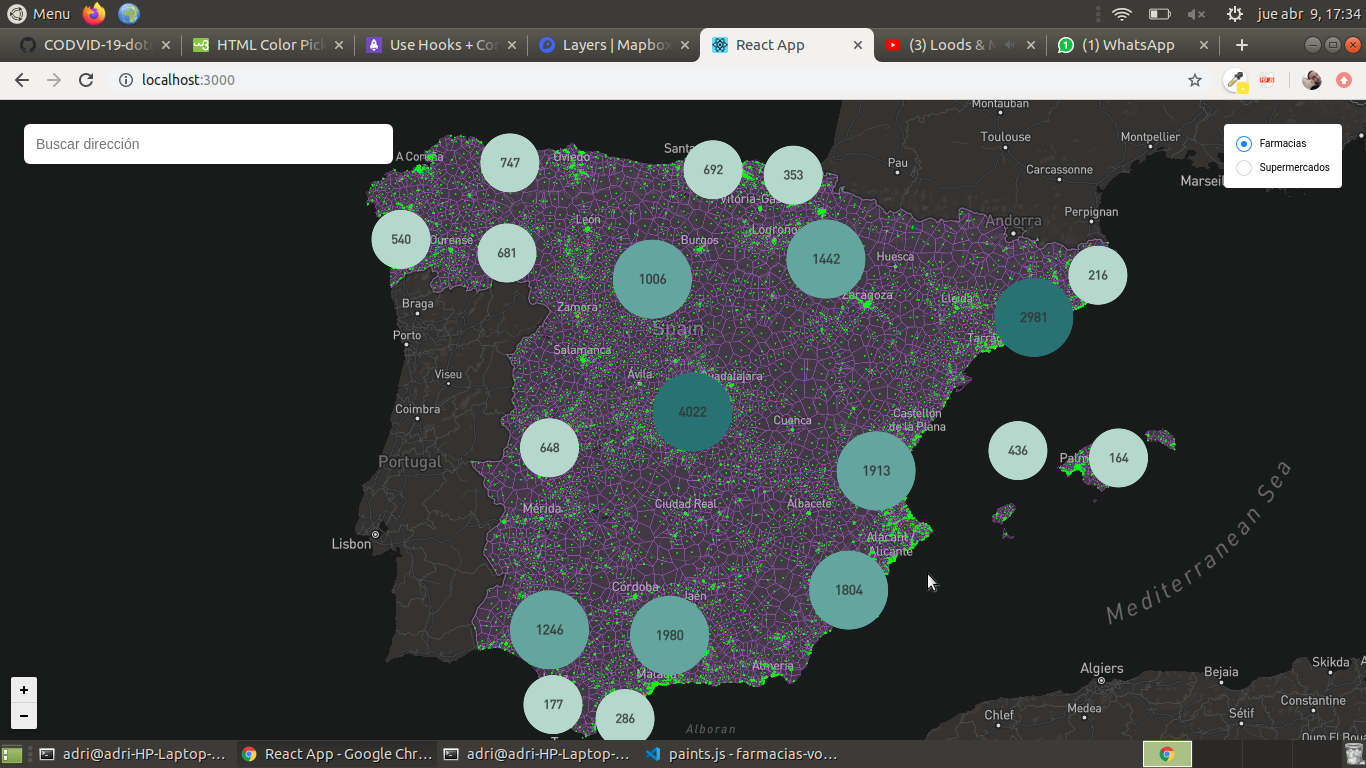 Menu
jue abr 9, 17:34
CODVID-19-dot
HTML Color Pic
Use Hooks + Co
Layers | Mapbox
React App
(3) Loods &
(1) WhatsApp
localhost:3000
Buscar dirección
Farmacias
Supermercados
Montauban
Toulouse
Montpellier
Pau
Carcassonne
Marseil
Perpignan
Andorra
A Coruña
747
Oviedo
Santa
692
353
Vitoria-Gas
León
Logroño
540
Ourense
681
Burgos
1442
Huesca
216
1006
Zaragoza
Lleida
Braga
Zamora
2981
Porto
Spain
Tarrag
Salamanca
Viseu
Ávila
Guadalajara
Coimbra
4022
Cuenca
Castellón
de la Plana
648
436
Palm
164
Portugal
1913
Mérida
Ciudad Real
Albacete
Lisbon
Alacant /
Alicante
Mediterranean Sea
Córdoba
Jaén
1804
1246
1980
Málaga
Almería
177
286
Alboran
Algiers
Bejaia
Skikda
A
Chlef
Medea
Sétif
Constantine
Oum El Boua
+
−
adri@adri-HP-Laptop-...
React App - Google Chr...
adri@adri-HP-Laptop-...
paints.js - farmacias-vo...